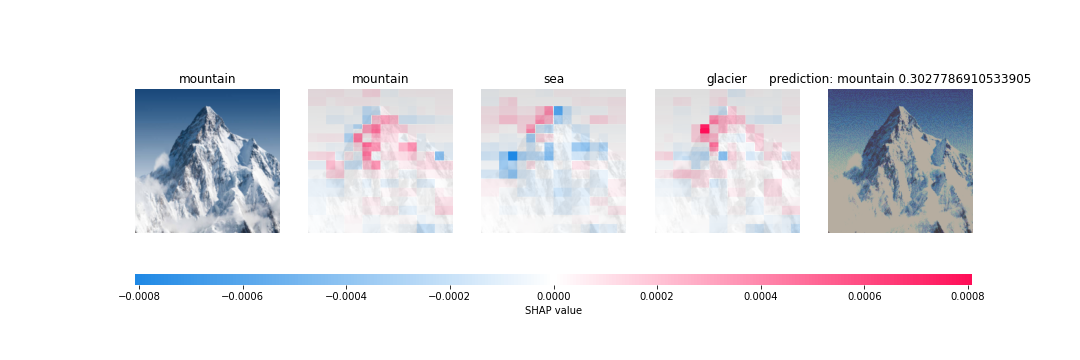 mountain
mountain
sea
glacier
prediction: mountain 0.3027786910533905
−0.0008
−0.0006
−0.0004
−0.0002
0.0000
0.0002
0.0004
0.0006
0.0008
SHAP value